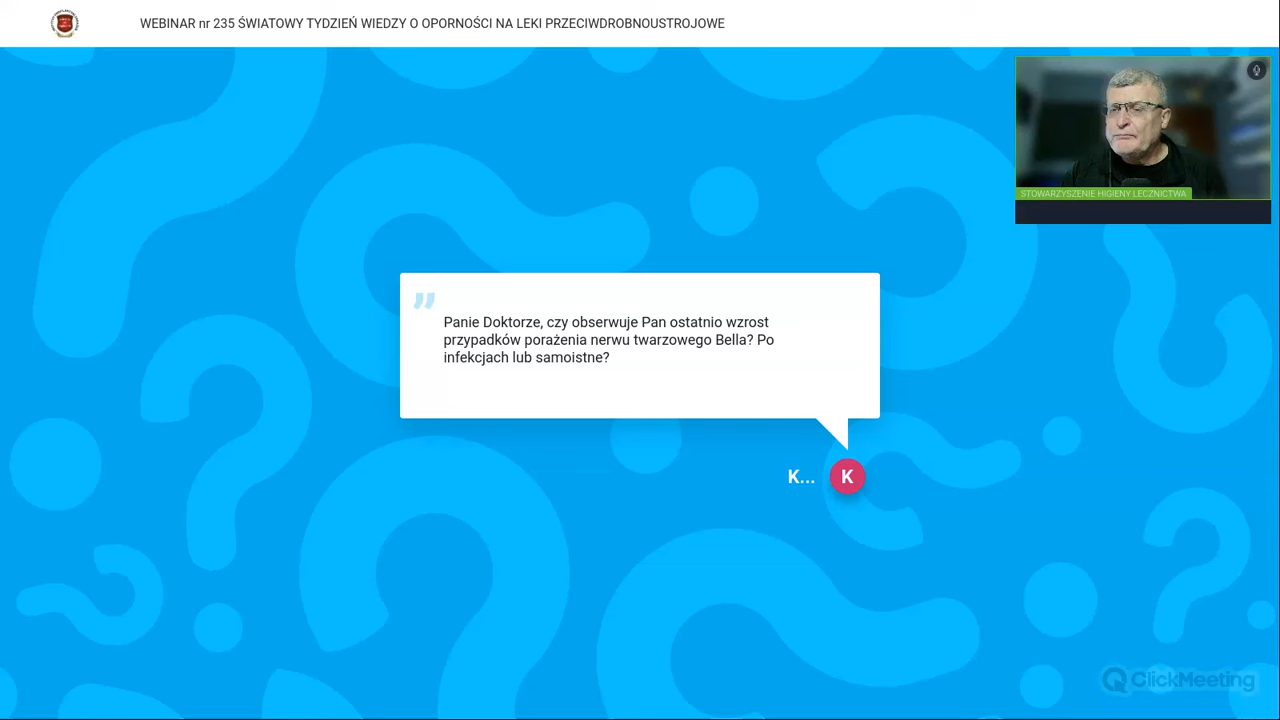 WEBINAR nr 235 ŚWIATOWY TYDZIEŃ WIEDZY O OPORNOŚCI NA LEKI PRZECIWDROBNOUSTROJOWE
STOWARZYSZENIE HIGIENY LECZNICTWA
Panie Doktorze, czy obserwuje Pan ostatnio wzrost
przypadków porażenia nerwu twarzowego Bella? Po
infekcjach lub samoistne?
K... K
ClickMeeting